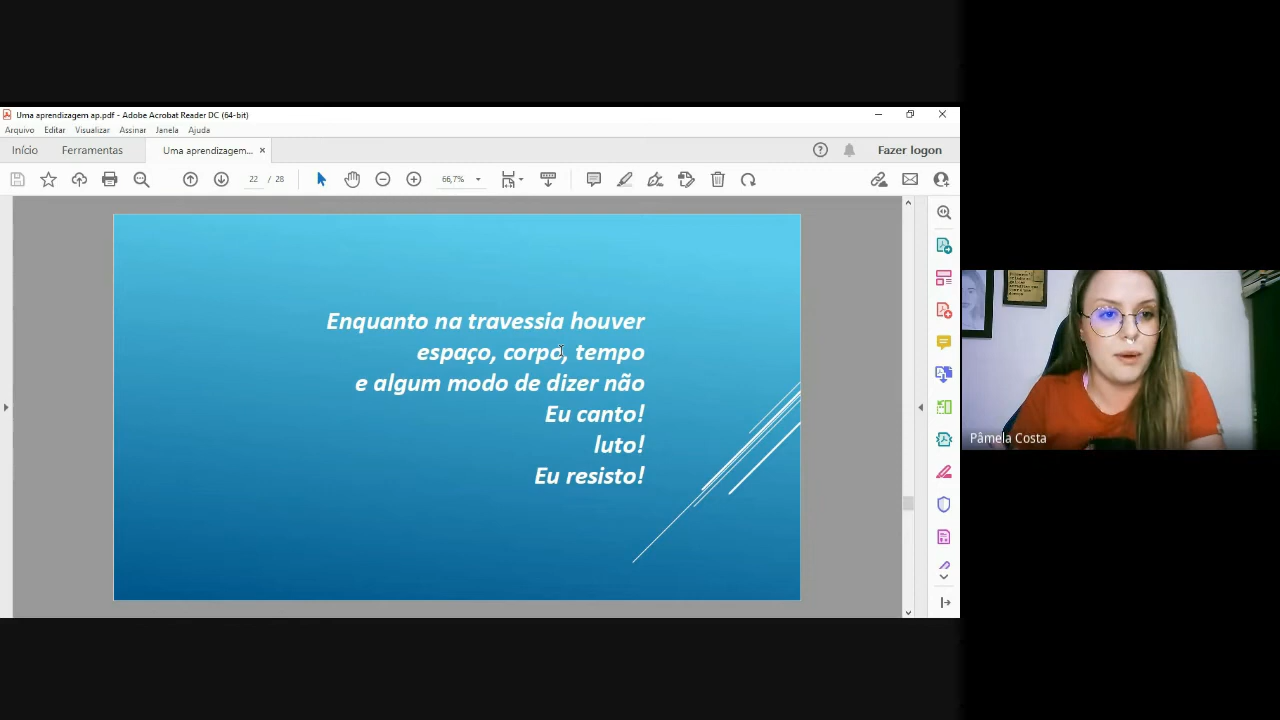 Uma aprendizagem ap.pdf - Adobe Acrobat Reader DC (64-bit)
Arquivo Editar Visualizar Assinar Janela Ajuda
Início Ferramentas Uma aprendizagem... Fazer logon
22 / 28 66,7%
Enquanto na travessia houver
espaço, corpo, tempo
e algum modo de dizer não
Eu canto!
luto!
Eu resisto!
Pâmela Costa